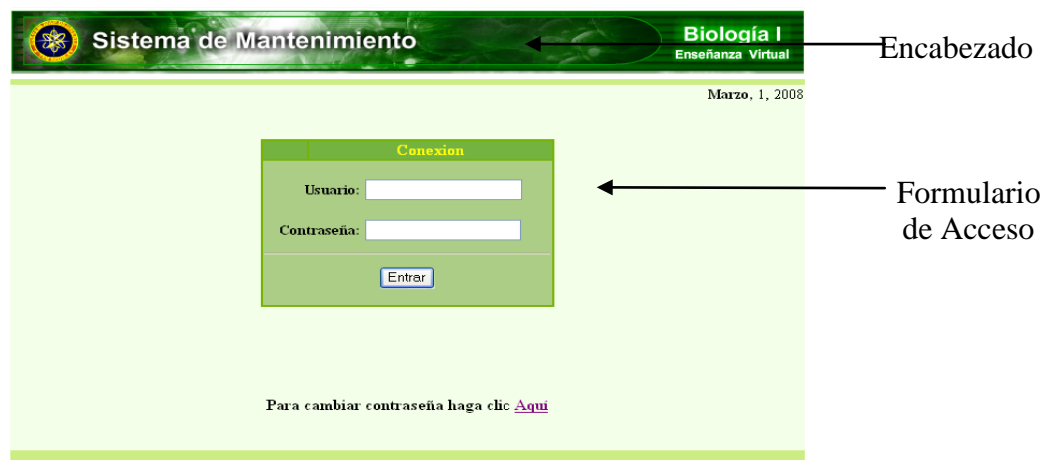 Sistema de Mantenimiento
Biología I
Enseñanza Virtual
Encabezado
Marzo, 1, 2008
Conexion
Usuario:
Formulario
de Acceso
Contraseña:
Entrar
Para cambiar contraseña haga clic Aquí